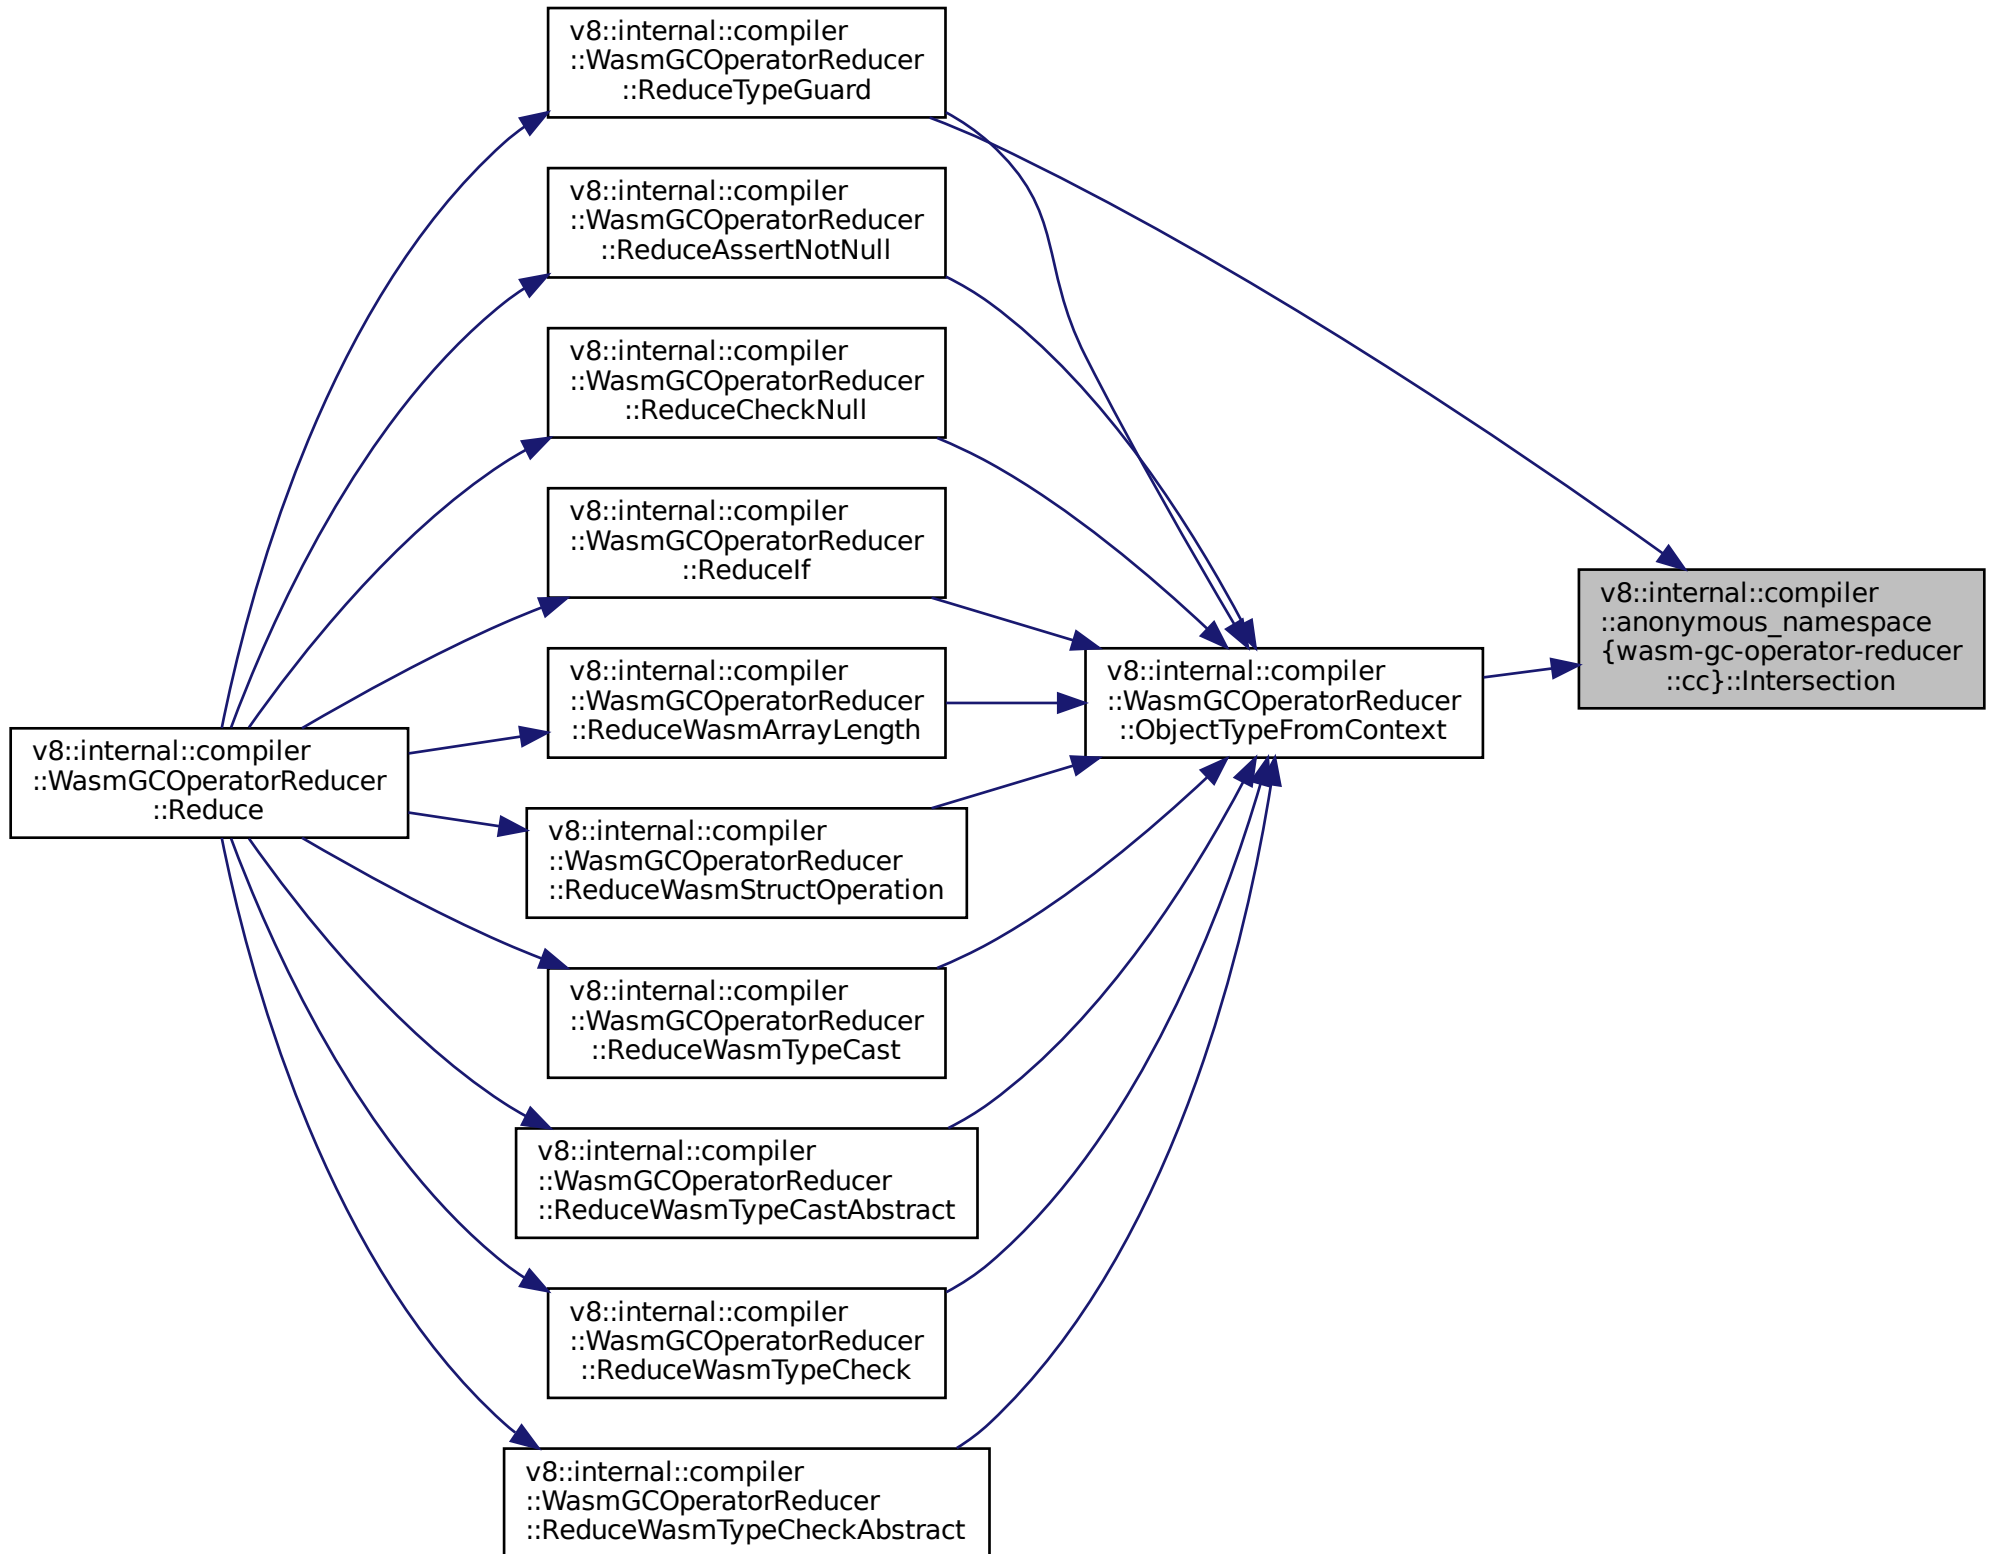 v8::internal::compiler
::WasmGCOperatorReducer
::ReduceTypeGuard
v8::internal::compiler
::WasmGCOperatorReducer
::ReduceAssertNotNull
v8::internal::compiler
::WasmGCOperatorReducer
::ReduceCheckNull
v8::internal::compiler
::WasmGCOperatorReducer
::ReduceIf
v8::internal::compiler
::WasmGCOperatorReducer
::ReduceWasmArrayLength
v8::internal::compiler
::WasmGCOperatorReducer
::ReduceWasmStructOperation
v8::internal::compiler
::WasmGCOperatorReducer
::ReduceWasmTypeCast
v8::internal::compiler
::WasmGCOperatorReducer
::ReduceWasmTypeCastAbstract
v8::internal::compiler
::WasmGCOperatorReducer
::ReduceWasmTypeCheck
v8::internal::compiler
::WasmGCOperatorReducer
::ReduceWasmTypeCheckAbstract
v8::internal::compiler
::WasmGCOperatorReducer
::Reduce
v8::internal::compiler
::WasmGCOperatorReducer
::ObjectTypeFromContext
v8::internal::compiler
::anonymous_namespace
{wasm-gc-operator-reducer
::cc}::Intersection